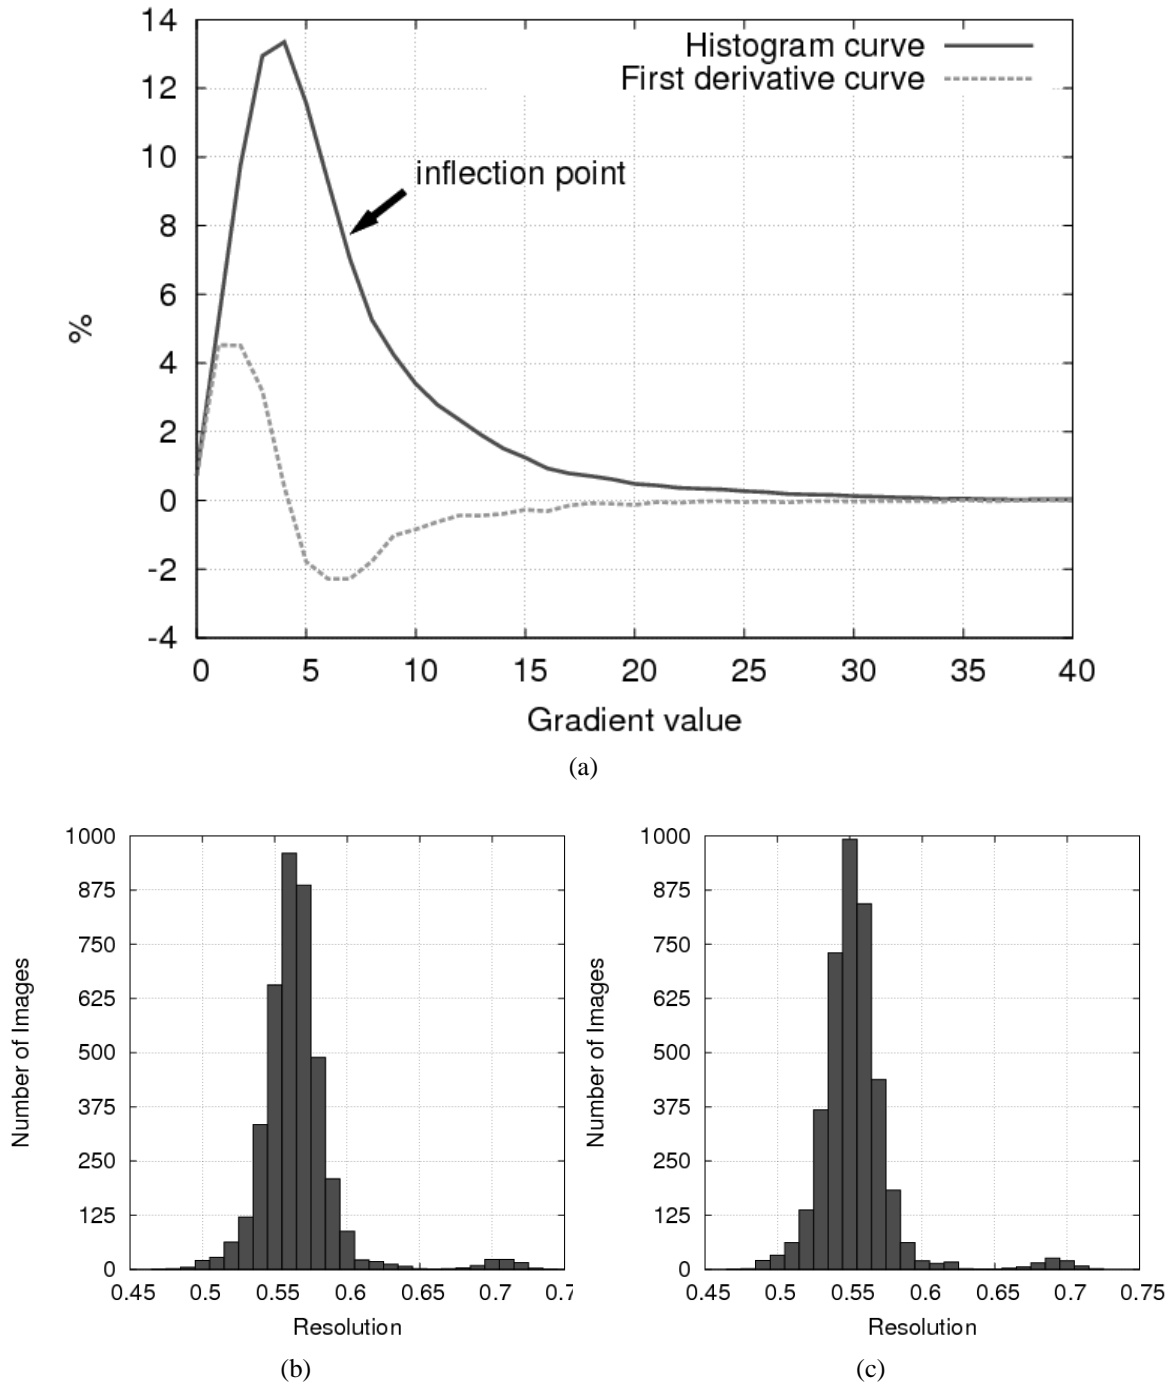 14
Histogram curve
First derivative curve
12
10
inflection point
8
6
%
4
2
0
-2
-4
0 5 10 15 20 25 30 35 40
Gradient value
(a)
1000
875
750
625
500
375
250
125
0
Number of Images
0.45 0.5 0.55 0.6 0.65 0.7 0.7
Resolution
(b)
1000
875
750
625
500
375
250
125
0
Number of Images
0.45 0.5 0.55 0.6 0.65 0.7 0.75
Resolution
(c)